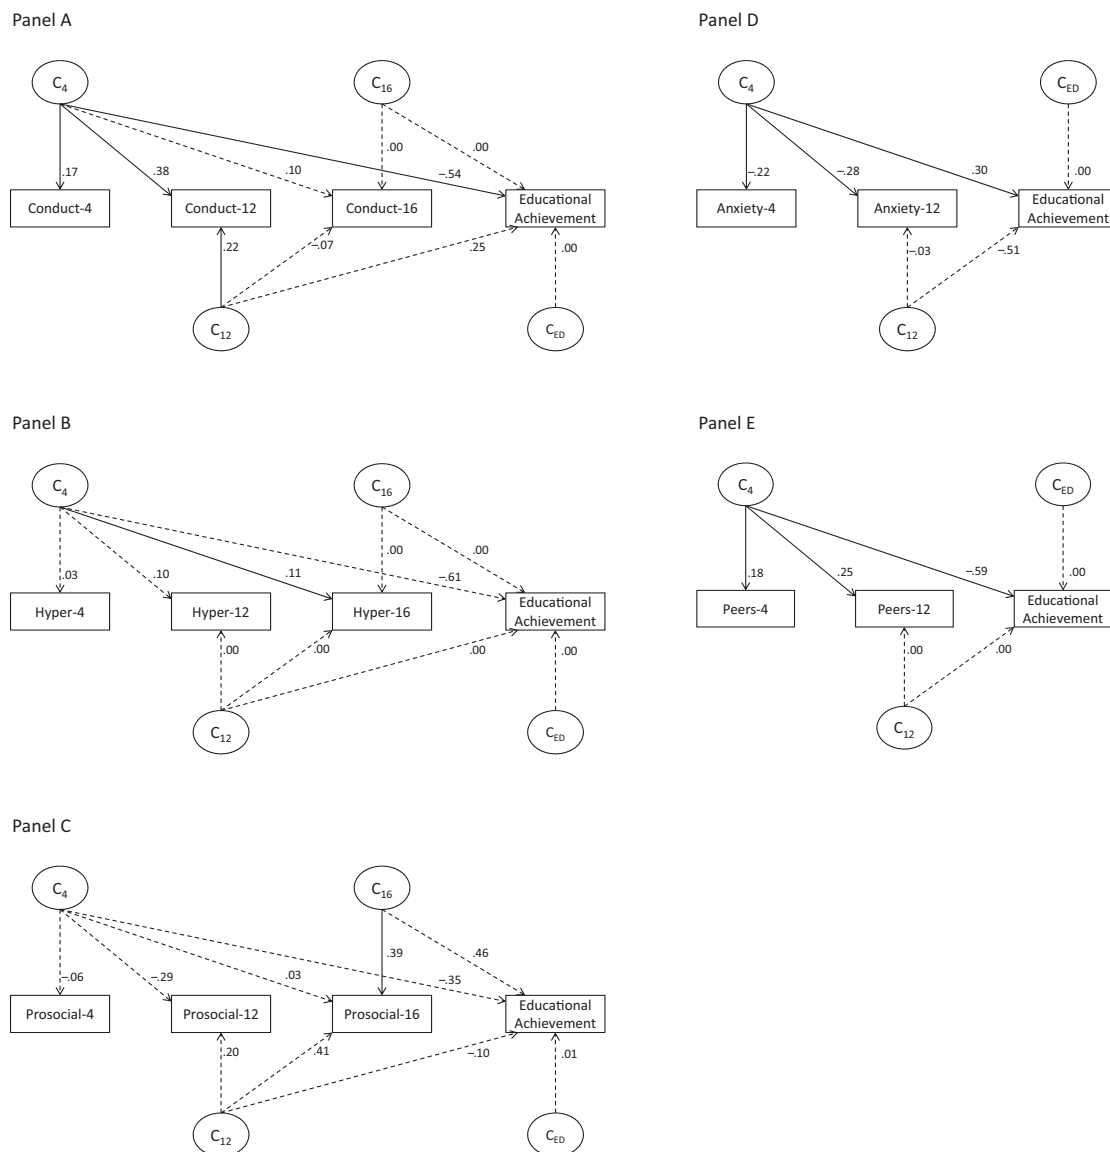 Panel A
C4
C16
.17
.38
.10
.00
.00
–.54
Conduct-4
Conduct-12
Conduct-16
Educational
Achievement
.22
–.07
.25
.00
C12
CED
Panel D
C4
CED
–.22
–.28
.30
.00
Anxiety-4
Anxiety-12
Educational
Achievement
–.03
–.51
C12
Panel B
C4
C16
.03
.10
.11
.00
.00
–.61
Hyper-4
Hyper-12
Hyper-16
Educational
Achievement
.00
.00
.00
.00
C12
CED
Panel E
C4
CED
.18
.25
–.59
.00
Peers-4
Peers-12
Educational
Achievement
.00
.00
C12
Panel C
C4
C16
–.06
–.29
.03
.39
.46
–.35
Prosocial-4
Prosocial-12
Prosocial-16
Educational
Achievement
.20
.41
–.10
.01
C12
CED